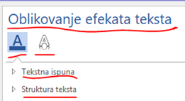 Oblikovanje efekata teksta
Tekstna ispuna
Struktura teksta